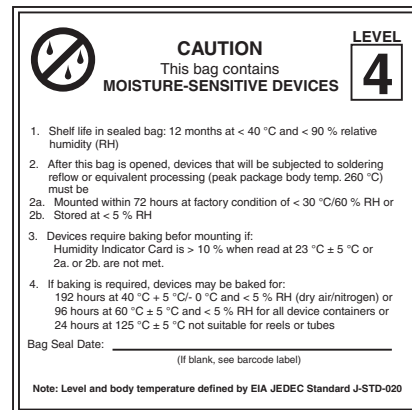 LEVEL
4
CAUTION
This bag contains
MOISTURE-SENSITIVE DEVICES
1. Shelf life in sealed bag: 12 months at < 40 °C and < 90 % relative
humidity (RH)
2. After this bag is opened, devices that will be subjected to soldering
reflow or equivalent processing (peak package body temp. 260 °C)
must be
2a. Mounted within 72 hours at factory condition of < 30 °C/60 % RH or
2b. Stored at < 5 % RH
3. Devices require baking befor mounting if:
Humidity Indicator Card is > 10 % when read at 23 °C ± 5 °C or
2a. or 2b. are not met.
4. If baking is required, devices may be baked for:
192 hours at 40 °C + 5 °C/- 0 °C and < 5 % RH (dry air/nitrogen) or
96 hours at 60 °C ± 5 °C and < 5 % RH for all device containers or
24 hours at 125 °C ± 5 °C not suitable for reels or tubes
Bag Seal Date:
(If blank, see barcode label)
Note: Level and body temperature defined by EIA JEDEC Standard J-STD-020